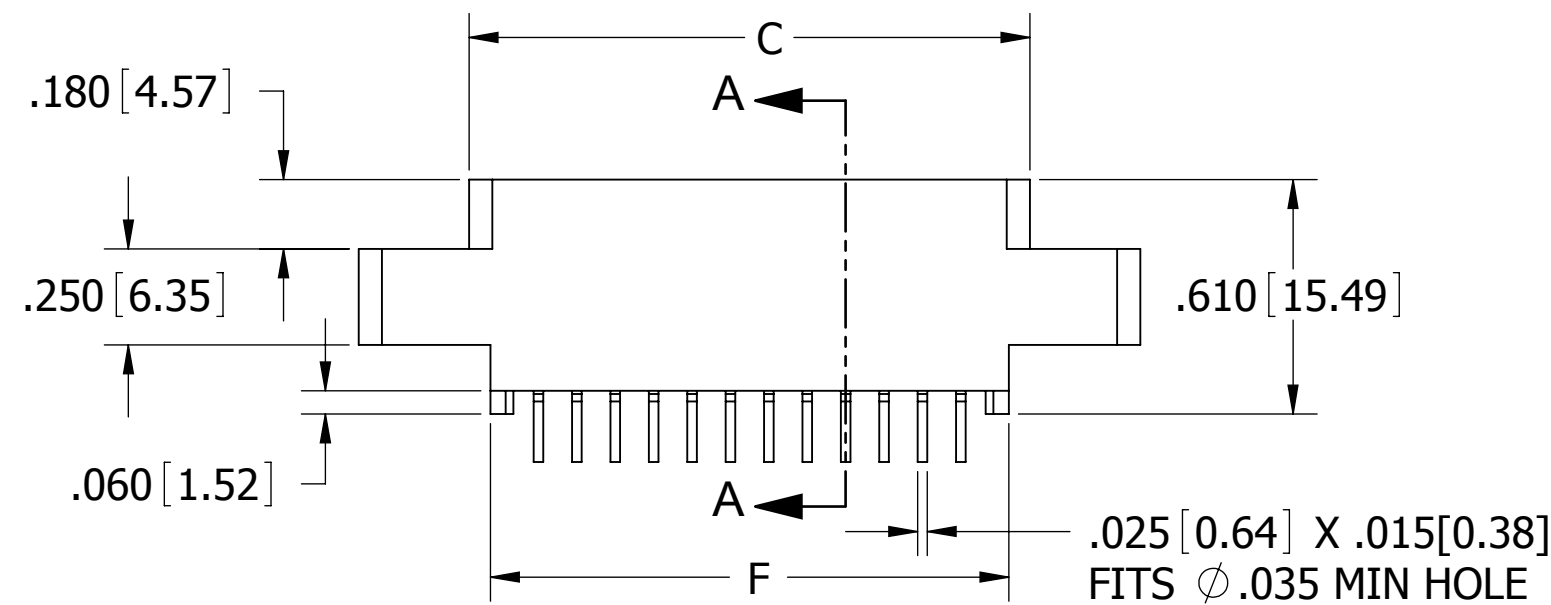 C
.180[4.57]
A
.250[6.35]
.610[15.49]
.060[1.52]
A
.025[0.64] X .015[0.38]
FITS ∅.035 MIN HOLE
F